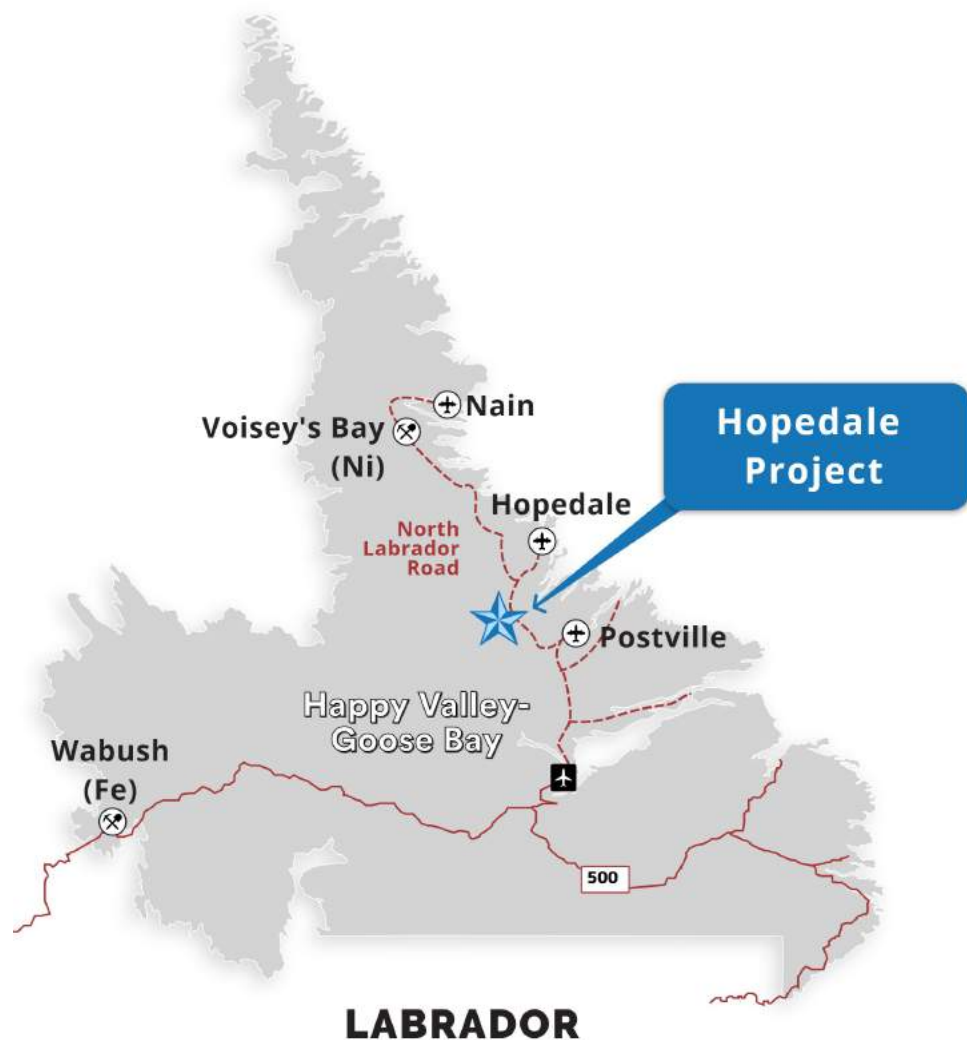 Nain
Voisey's Bay
(Ni)
Hopedale
Project
Hopedale
North
Labrador
Road
Postville
Happy Valley-
Goose Bay
Wabush
(Fe)
500
LABRADOR